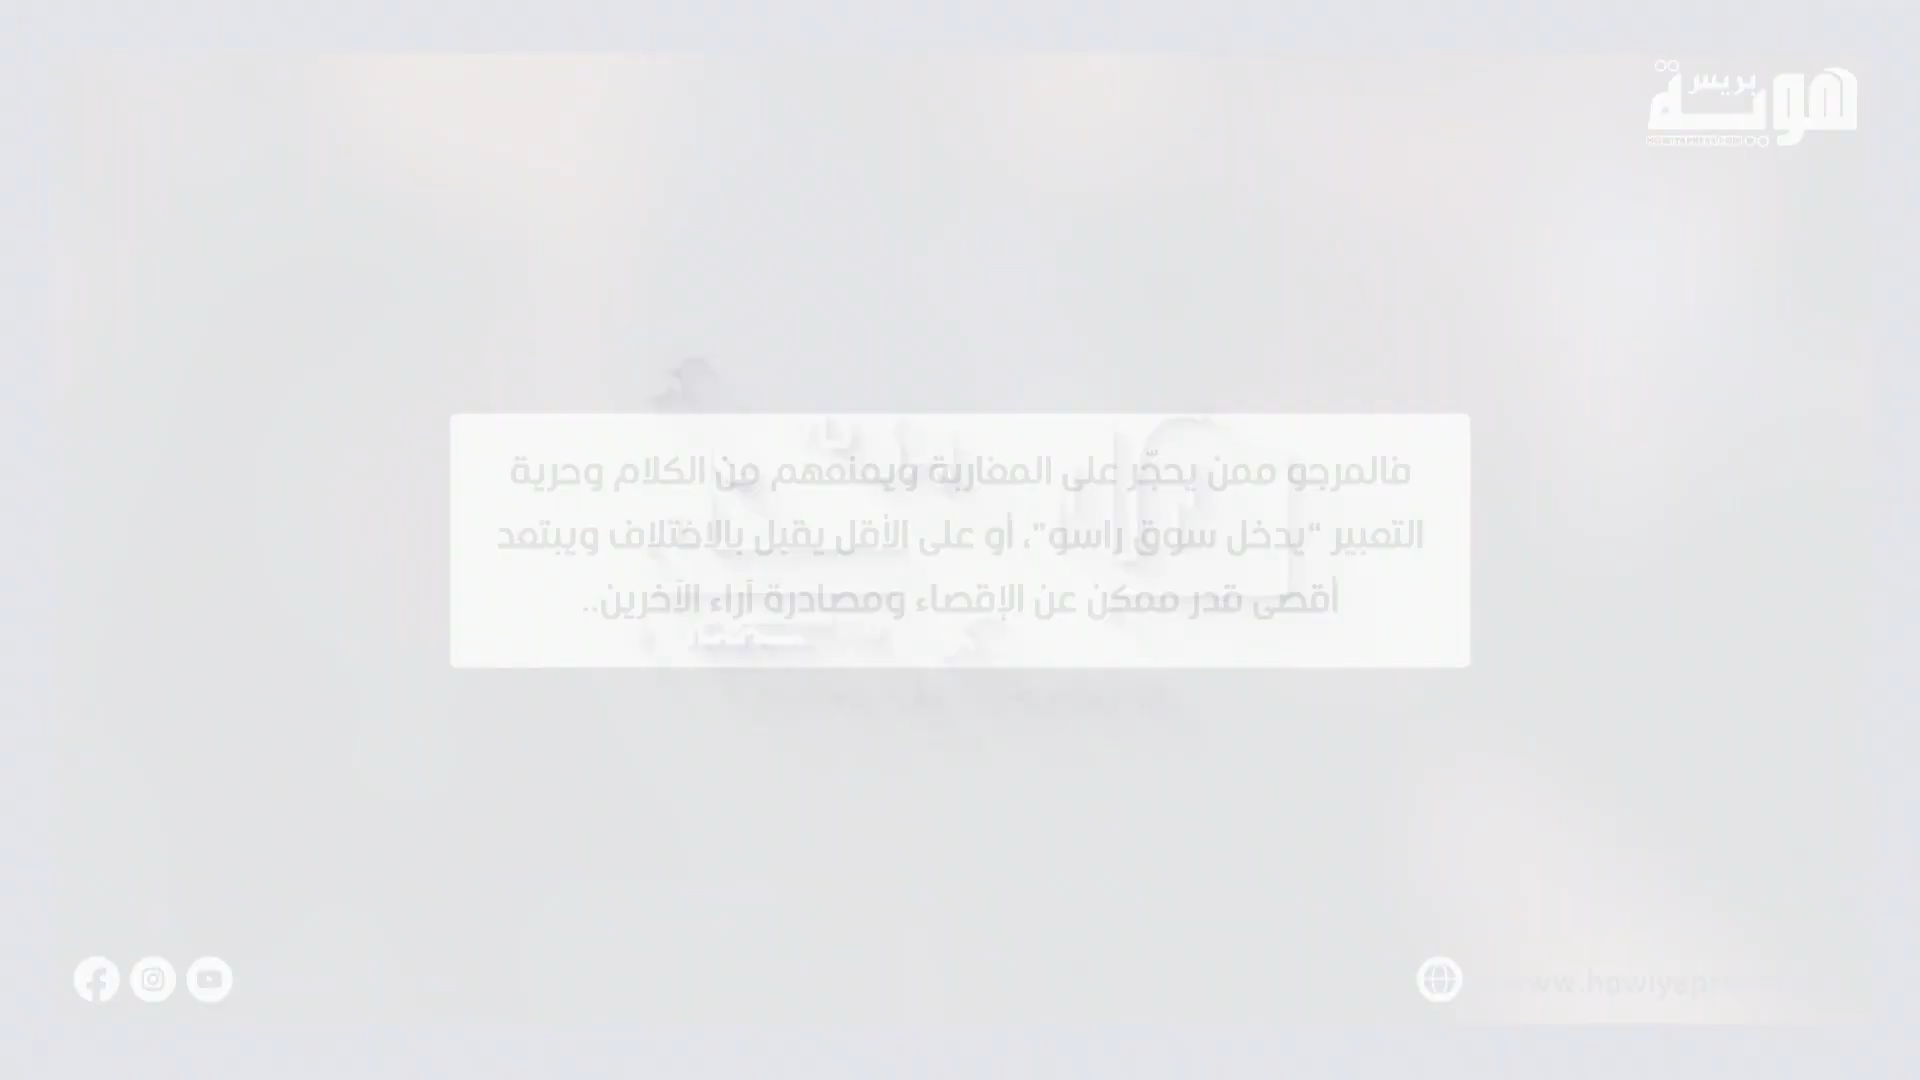 هوية
بريس
فالمرجو ممن يحجّر على المغاربة ويمنعهم من الكلام وحرية
التعبير “يدخل سوق راسو”، أو على الأقل يقبل بالاختلاف ويبتعد
أقصى قدر ممكن عن الإقصاء ومصادرة آراء الآخرين..